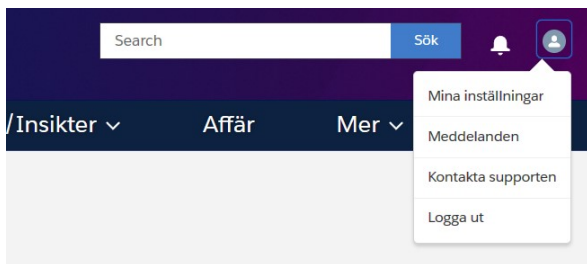 Search Sök
Mina inställningar
/Insikter Affär Mer
Meddelanden
Kontakta supporten
Logga ut